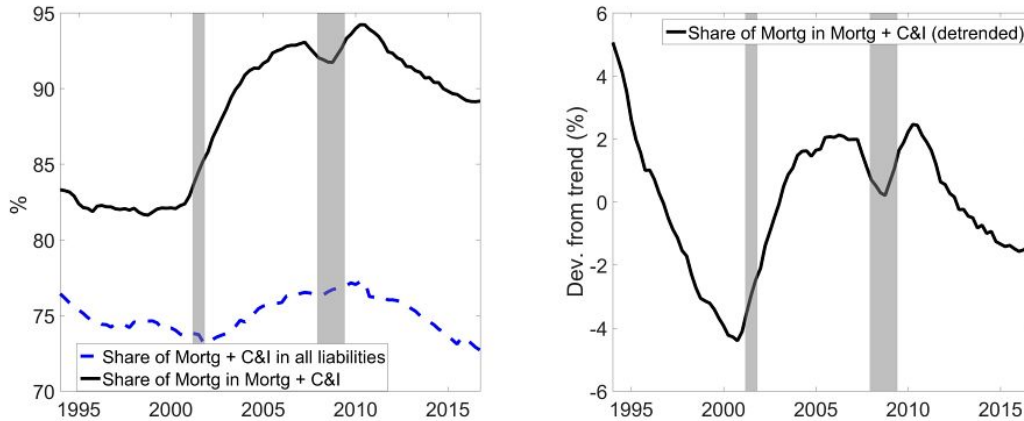 95
90
85
80
75
70
%
Share of Mortg + C&I in all liabilities
Share of Mortg in Mortg + C&I
1995 2000 2005 2010 2015
6
4
2
0
-2
-4
-6
Dev. from trend (%)
Share of Mortg in Mortg + C&I (detrended)
1995 2000 2005 2010 2015